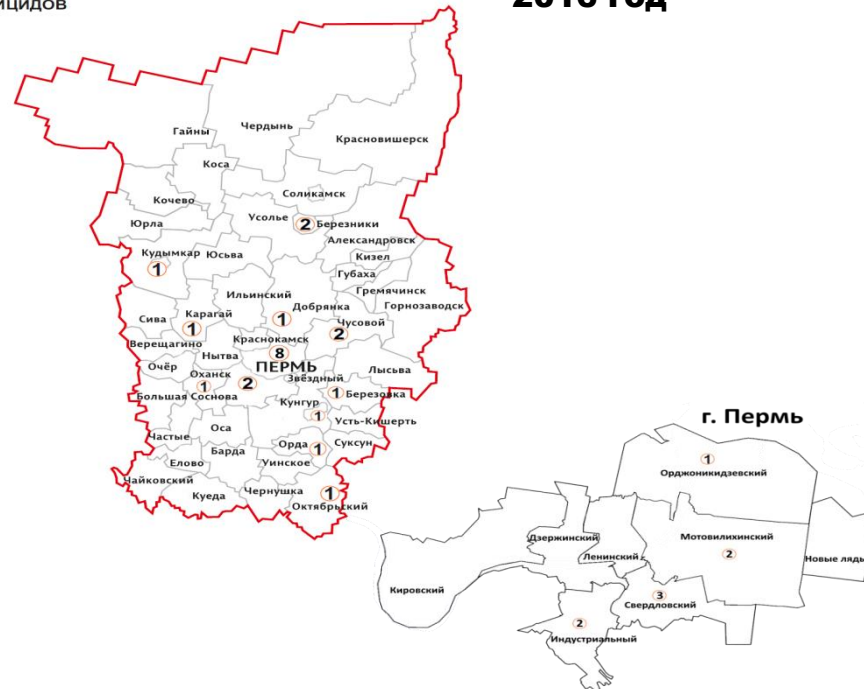 год
Гайны
Чердынь
Красновишерск
Коса
Соликамск
Кочево
Юрла
Усолье
2
Березники
Александровск
Кудымкар
1
Юсьва
Кизел
Губаха
Гремячинск
Ильинский
Добрянка
1
Горнозаводск
Сива
Карагай
1
Чусовой
2
Верещагино
Краснокамск
Нытва
8
ПЕРМЬ
Очёр
Оханск
1
2
Звёздный
Лысьва
Большая Соснова
1
Березовка
Кунгур
1
Усть-Кишерть
Частые
Оса
Орда
1
Суксун
Барда
Елово
Уинское
Чайковский
Куеда
Чернушка
1
Октябрьский
г. Пермь
1
Орджоникидзевский
Дзержинский
Ленинский
Мотовилихинский
2
Новые ляды
Кировский
3
Свердловский
2
Индустриальный